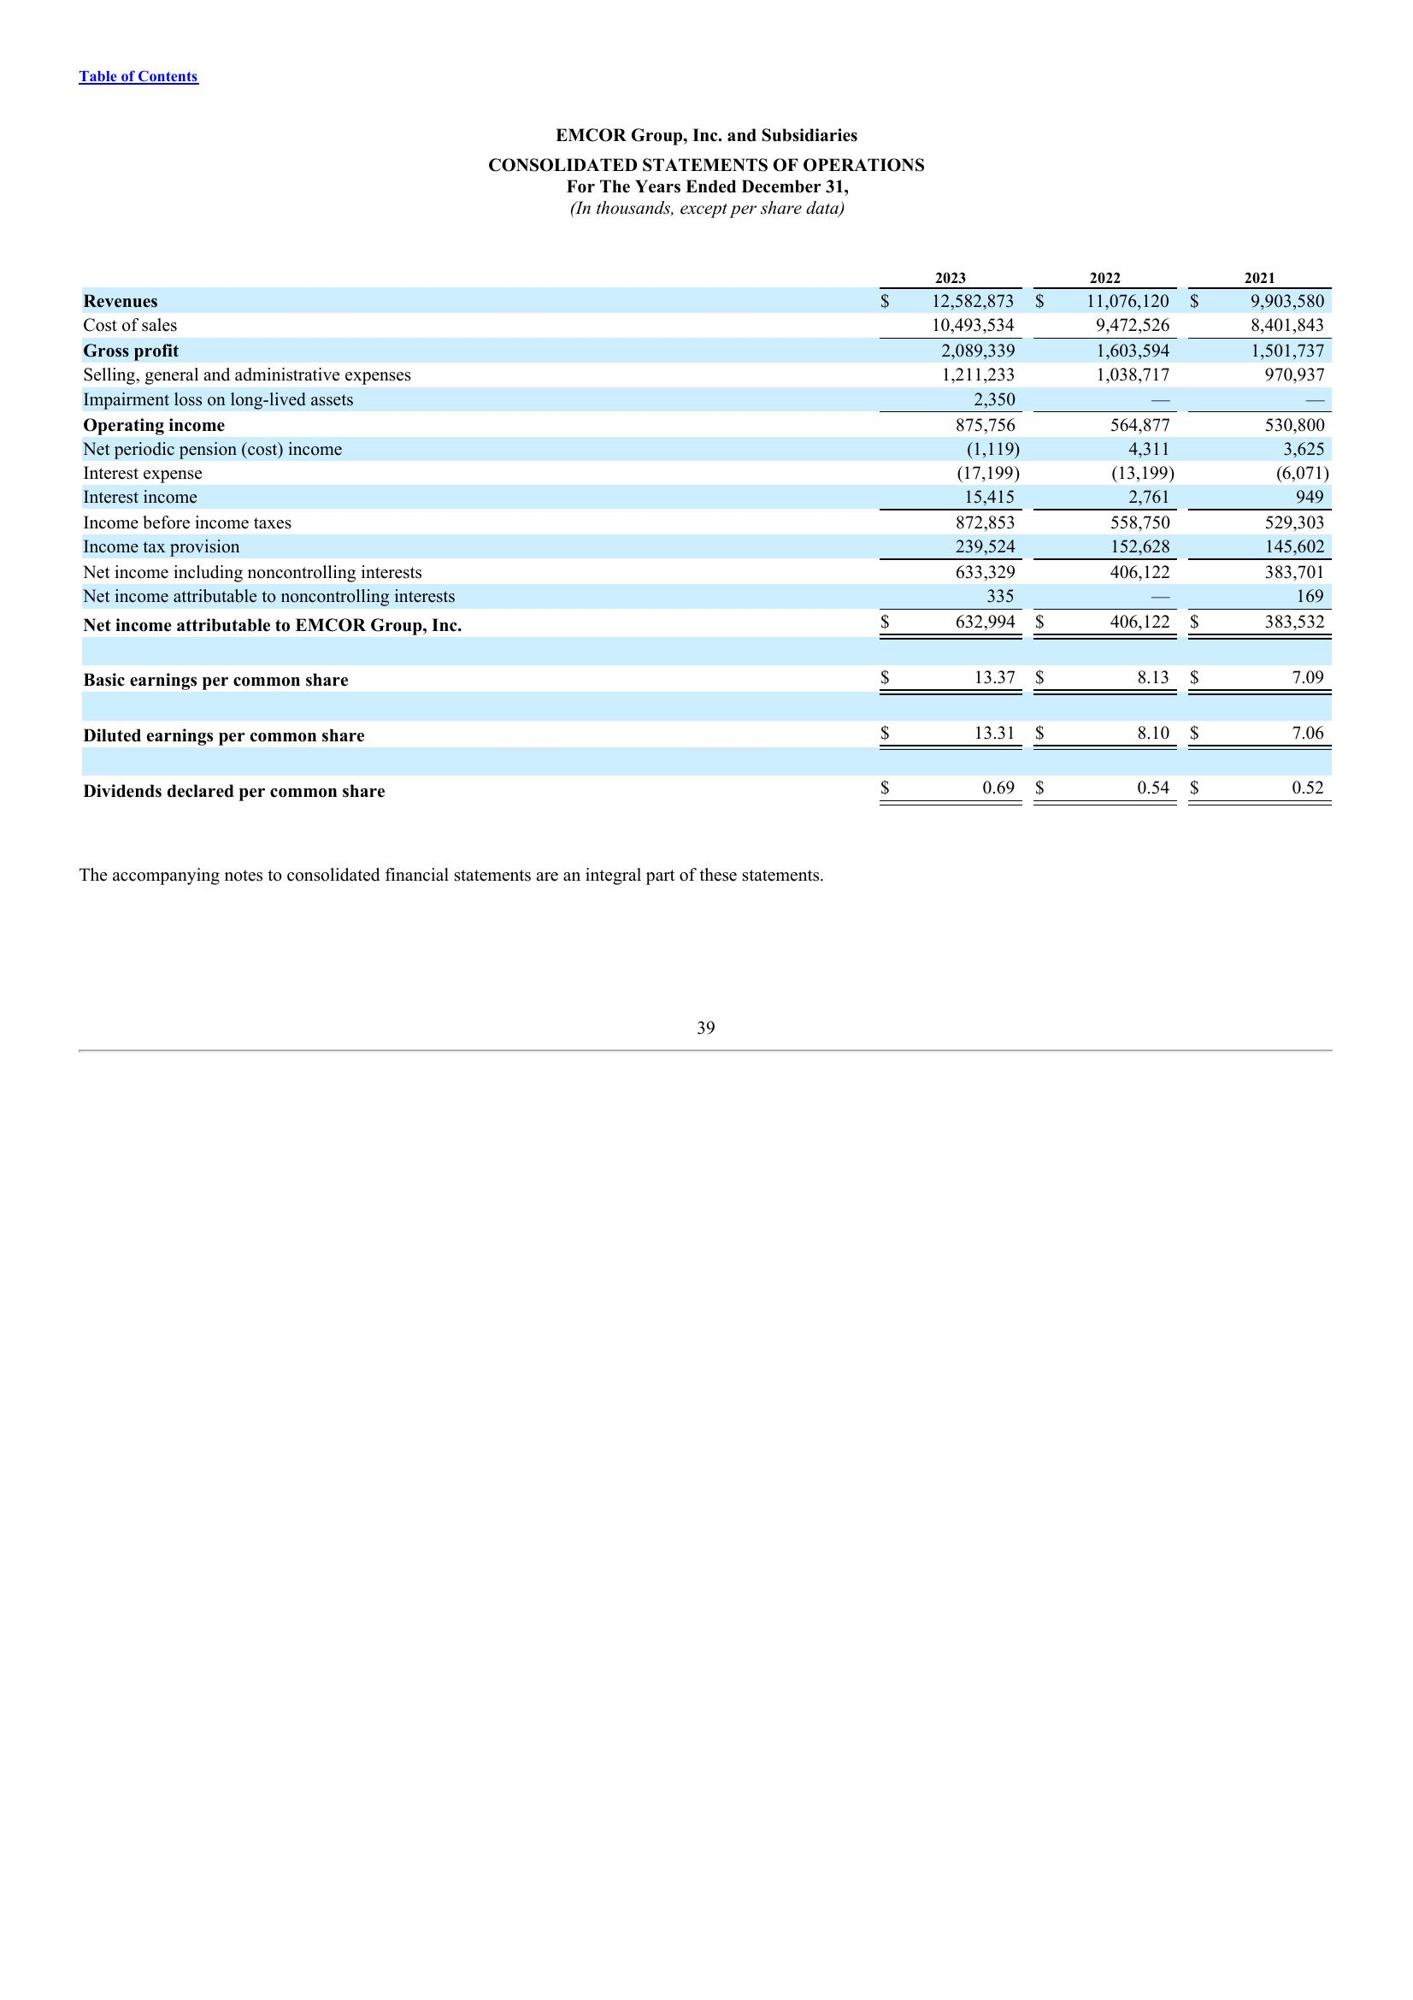 Table of Contents
EMCOR Group, Inc. and Subsidiaries
CONSOLIDATED STATEMENTS OF OPERATIONS
For The Years Ended December 31,
(In thousands, except per share data)
2023 2022 2021
Revenues $ 12,582,873 $ 11,076,120 $ 9,903,580
Cost of sales 10,493,534 9,472,526 8,401,843
Gross profit 2,089,339 1,603,594 1,501,737
Selling, general and administrative expenses 1,211,233 1,038,717 970,937
Impairment loss on long-lived assets 2,350 — —
Operating income 875,756 564,877 530,800
Net periodic pension (cost) income (1,119) 4,311 3,625
Interest expense (17,199) (13,199) (6,071)
Interest income 15,415 2,761 949
Income before income taxes 872,853 558,750 529,303
Income tax provision 239,524 152,628 145,602
Net income including noncontrolling interests 633,329 406,122 383,701
Net income attributable to noncontrolling interests 335 — 169
Net income attributable to EMCOR Group, Inc. $ 632,994 $ 406,122 $ 383,532
Basic earnings per common share $ 13.37 $ 8.13 $ 7.09
Diluted earnings per common share $ 13.31 $ 8.10 $ 7.06
Dividends declared per common share $ 0.69 $ 0.54 $ 0.52
The accompanying notes to consolidated financial statements are an integral part of these statements.
39